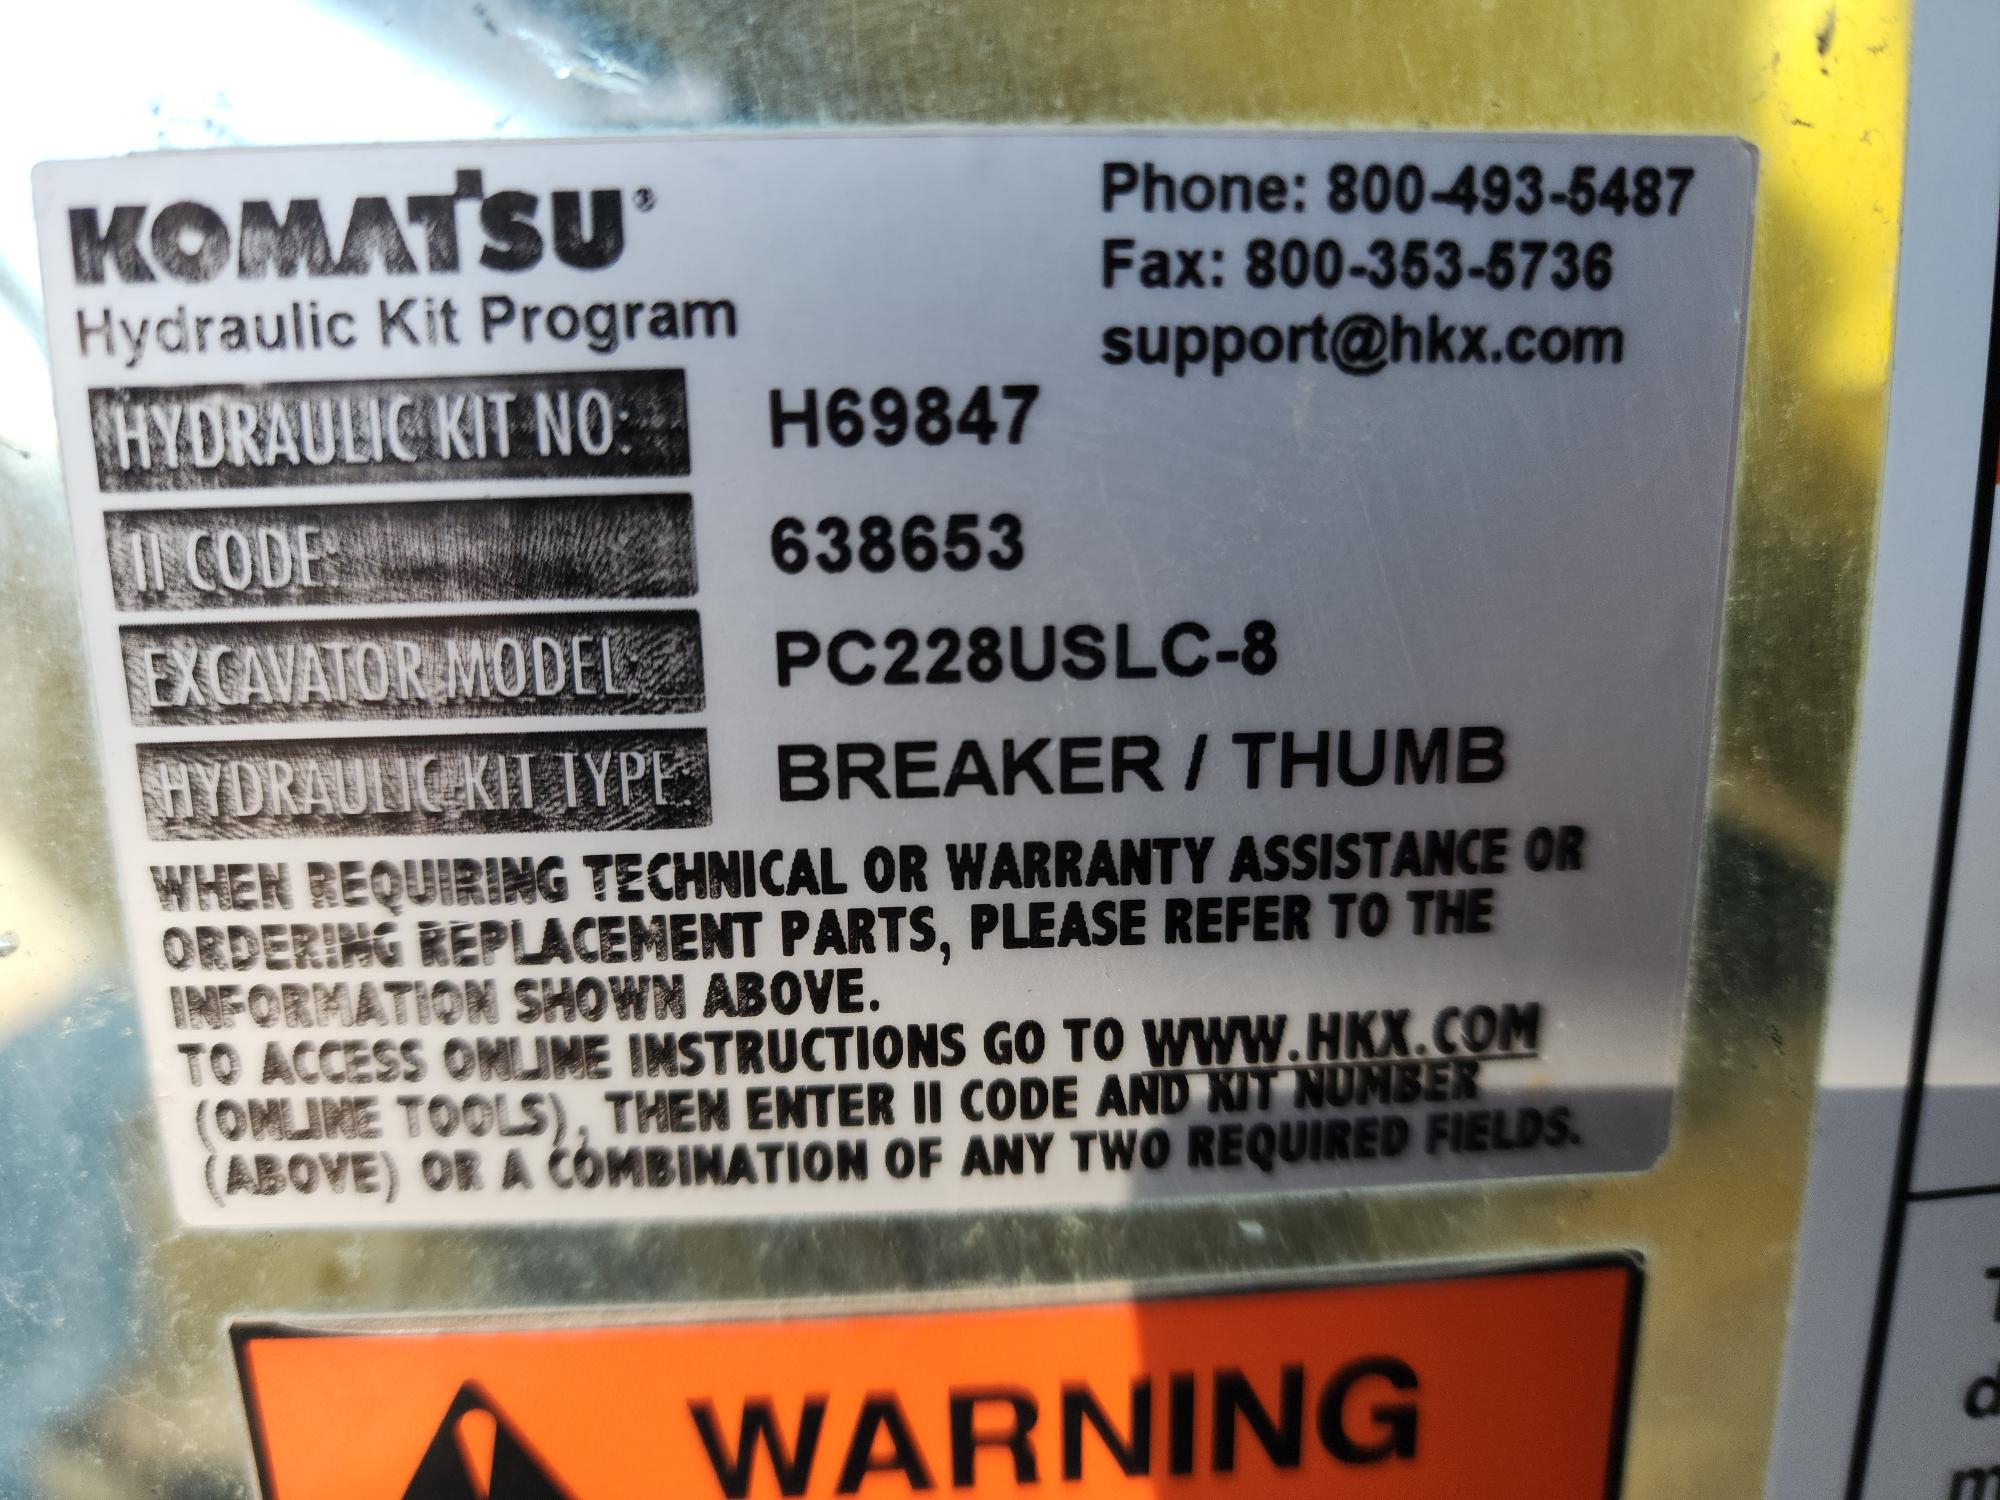 KOMATSU®
Hydraulic Kit Program
Phone: 800-493-5487
Fax: 800-353-5736
support@hkx.com
HYDRAULIC KIT NO: H69847
II CODE: 638653
EXCAVATOR MODEL: PC228USLC-8
HYDRAULIC KIT TYPE: BREAKER / THUMB
WHEN REQUIRING TECHNICAL OR WARRANTY ASSISTANCE OR
ORDERING REPLACEMENT PARTS, PLEASE REFER TO THE
INFORMATION SHOWN ABOVE.
TO ACCESS ONLINE INSTRUCTIONS GO TO WWW.HKX.COM
(ONLINE TOOLS), THEN ENTER II CODE AND KIT NUMBER
(ABOVE) OR A COMBINATION OF ANY TWO REQUIRED FIELDS.
WARNING